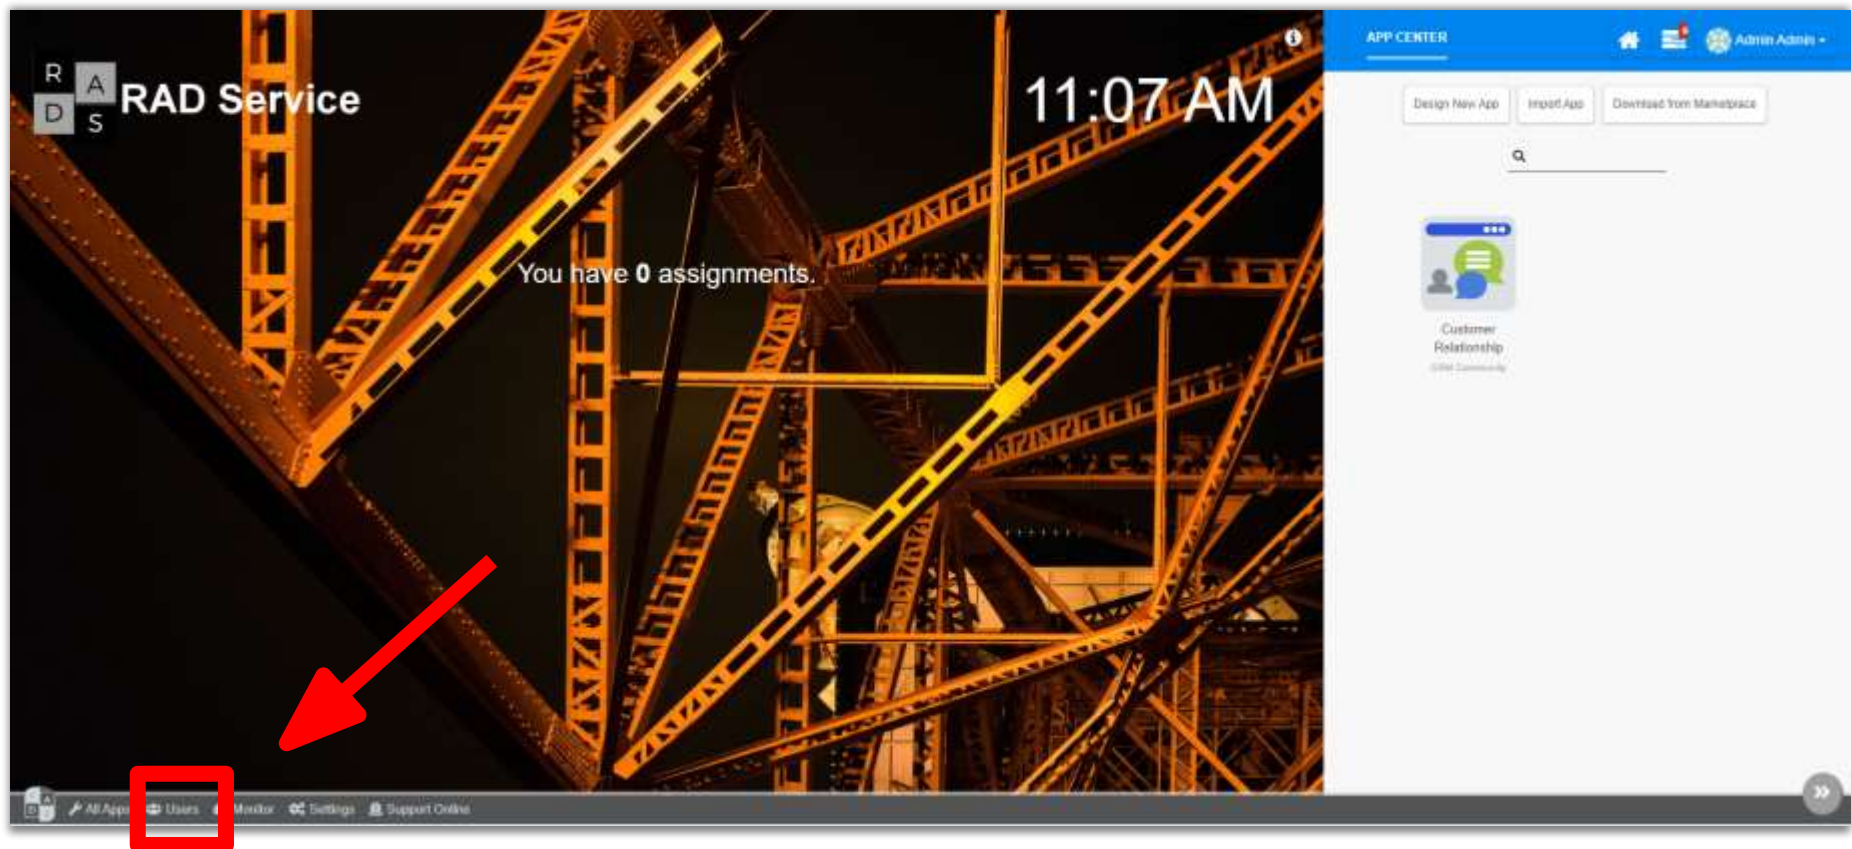 R A D S
RAD Service
11:07 AM
You have 0 assignments.
APP CENTER
Admin Admin
Design New App
Import App
Download from Marketplace
Customer
Relationship
All Apps
Users
Monitor
Settings
Support Online